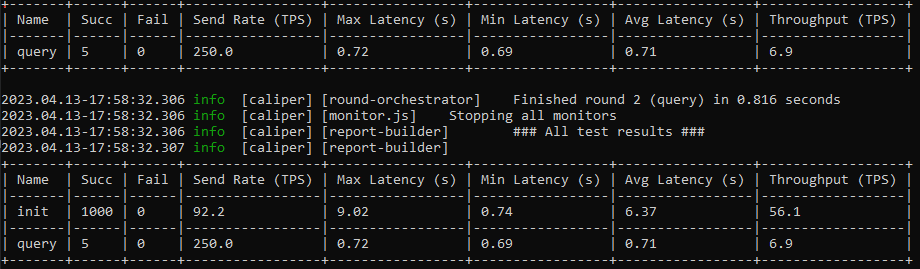 +-------+------+------+-----------------+-----------------+-----------------+-----------------+------------------+
| Name | Succ | Fail | Send Rate (TPS) | Max Latency (s) | Min Latency (s) | Avg Latency (s) | Throughput (TPS) |
|-------|------|------|-----------------|-----------------|-----------------|-----------------|------------------|
| query | 5 | 0 | 250.0 | 0.72 | 0.69 | 0.71 | 6.9 |
+-------+------+------+-----------------+-----------------+-----------------+-----------------+------------------+
2023.04.13-17:58:32.306 info [caliper] [round-orchestrator] Finished round 2 (query) in 0.816 seconds
2023.04.13-17:58:32.306 info [caliper] [monitor.js] Stopping all monitors
2023.04.13-17:58:32.306 info [caliper] [report-builder] ### All test results ###
2023.04.13-17:58:32.307 info [caliper] [report-builder]
+-------+------+------+-----------------+-----------------+-----------------+-----------------+------------------+
| Name | Succ | Fail | Send Rate (TPS) | Max Latency (s) | Min Latency (s) | Avg Latency (s) | Throughput (TPS) |
|-------|------|------|-----------------|-----------------|-----------------|-----------------|------------------|
| init | 1000 | 0 | 92.2 | 9.02 | 0.74 | 6.37 | 56.1 |
|-------|------|------|-----------------|-----------------|-----------------|-----------------|------------------|
| query | 5 | 0 | 250.0 | 0.72 | 0.69 | 0.71 | 6.9 |
+-------+------+------+-----------------+-----------------+-----------------+-----------------+------------------+